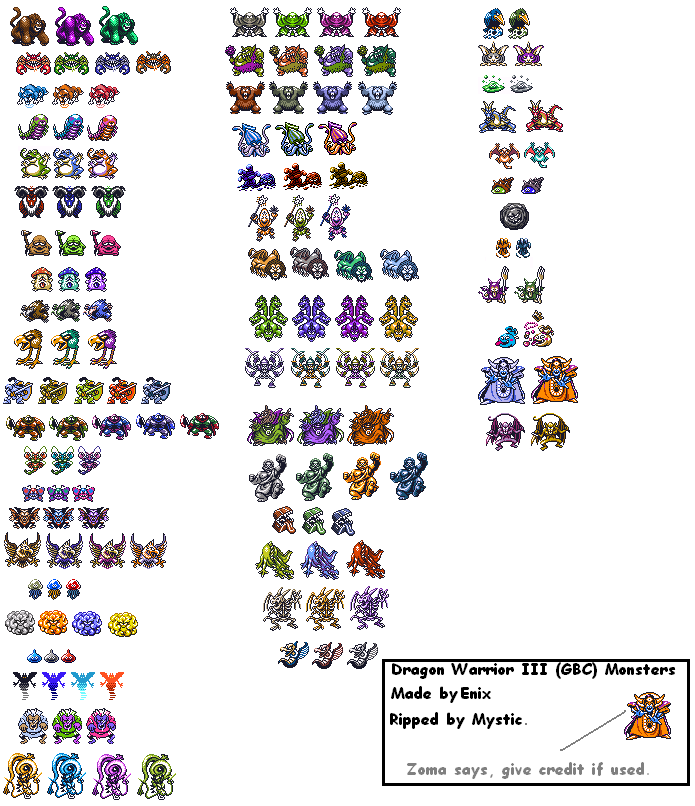 Dragon Warrior III (GBC) Monsters
Made by Enix
Ripped by Mystic.
Zoma says, give credit if used.